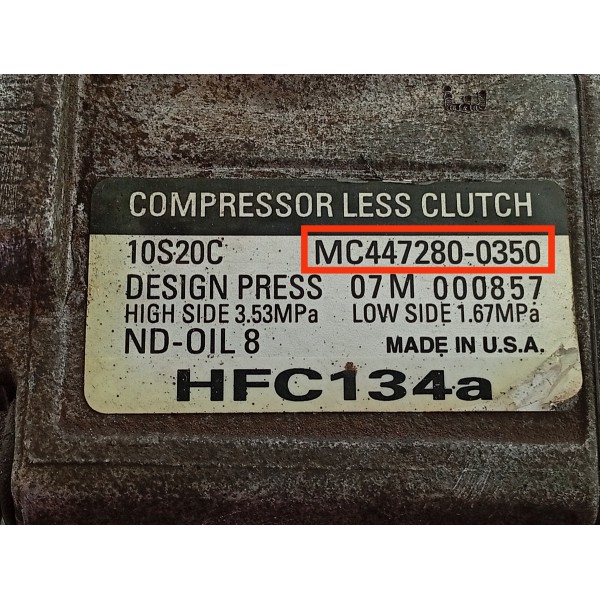 COMPRESSOR LESS CLUTCH
10S20C MC447280-0350
DESIGN PRESS 07M 000857
HIGH SIDE 3.53MPa LOW SIDE 1.67MPa
ND-OIL 8 MADE IN U.S.A.
HFC134a